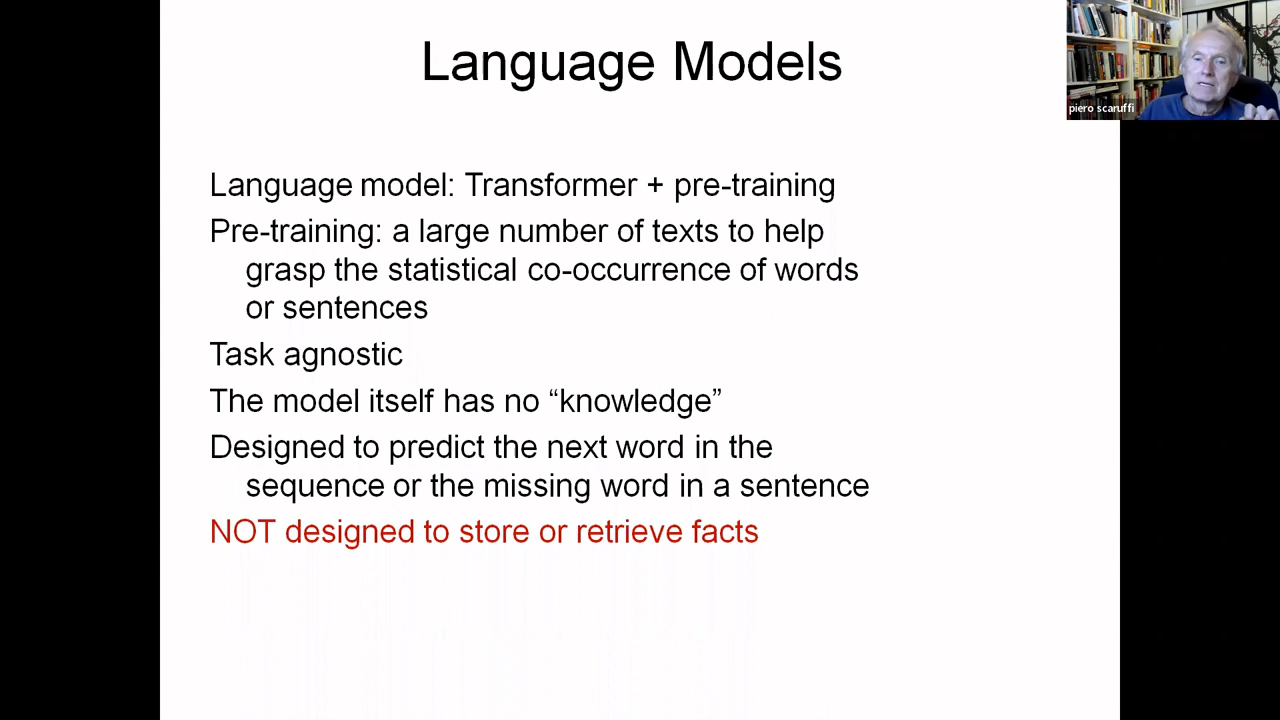 Language Models
piero scaruffi
Language model: Transformer + pre-training
Pre-training: a large number of texts to help
grasp the statistical co-occurrence of words
or sentences
Task agnostic
The model itself has no “knowledge”
Designed to predict the next word in the
sequence or the missing word in a sentence
NOT designed to store or retrieve facts